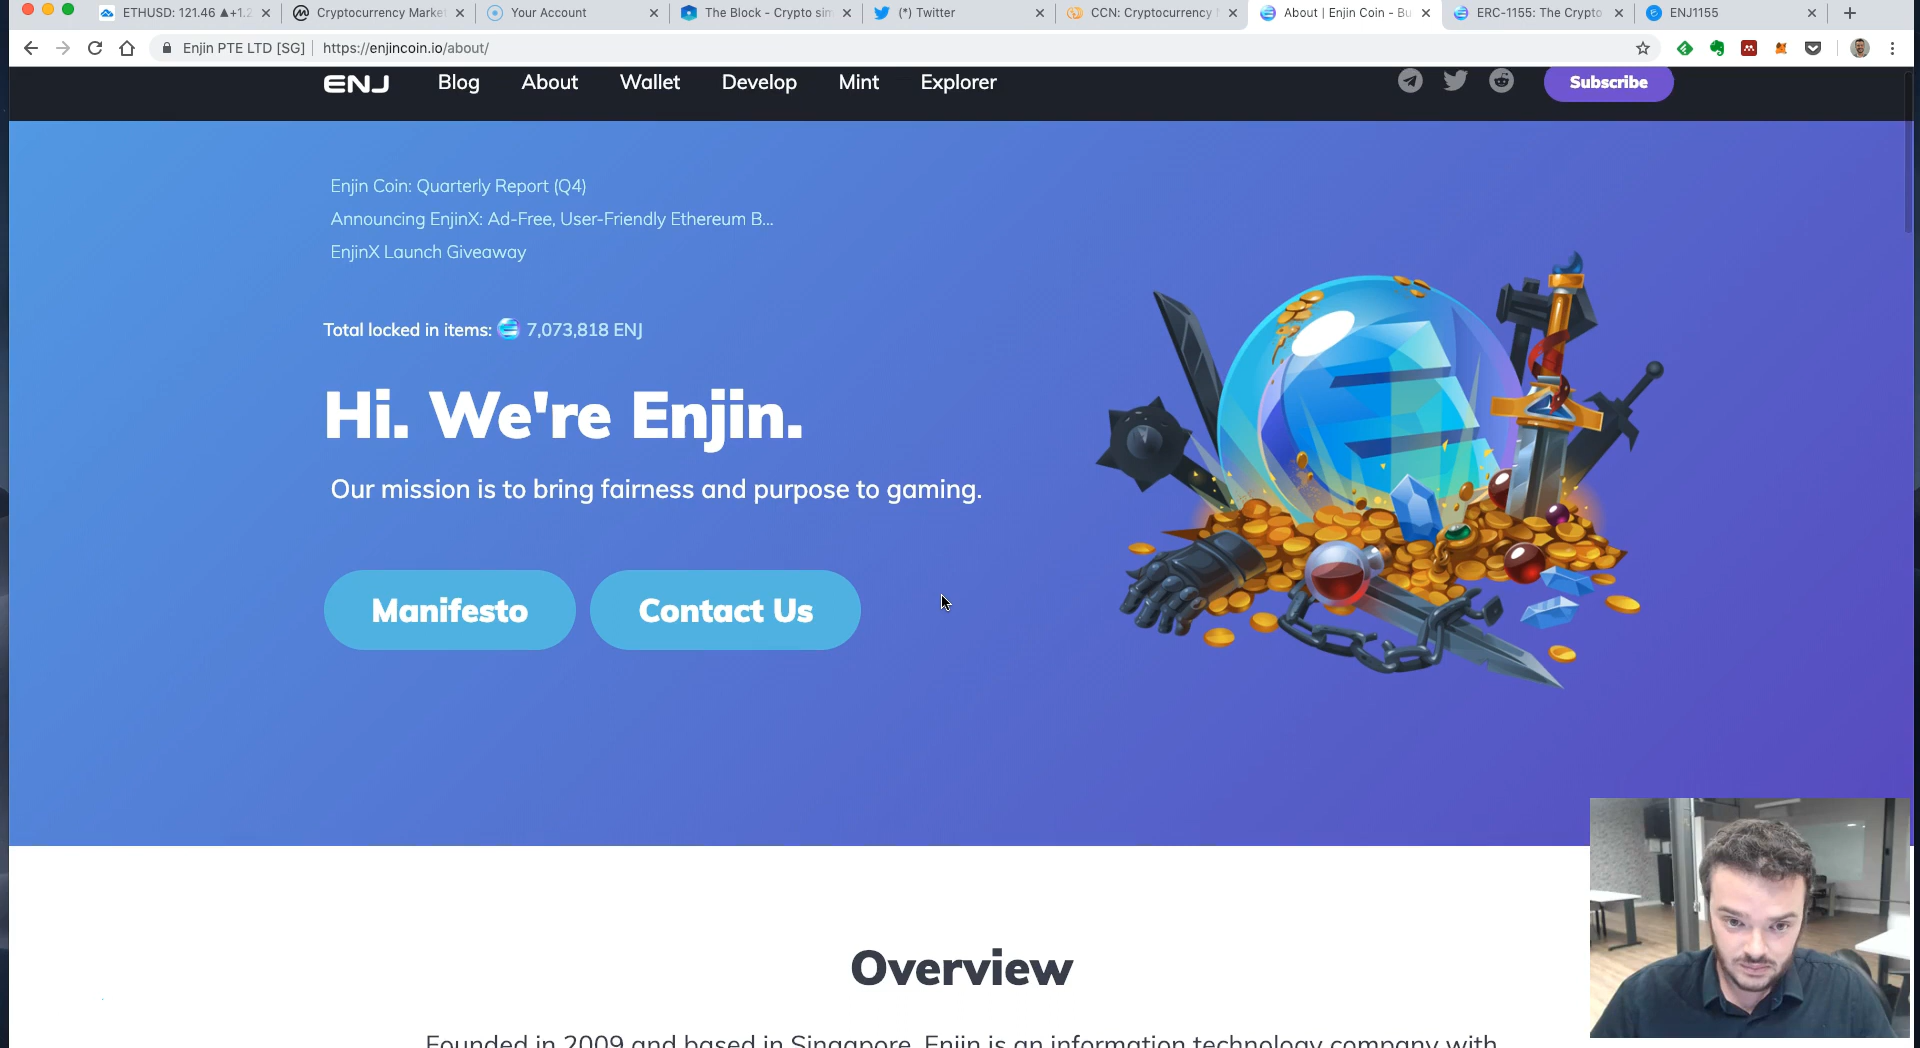 ETHUSD: 121.46 ▲+1.2
Cryptocurrency Marke
Your Account
The Block - Crypto sim
(*) Twitter
CCN: Cryptocurrency
About | Enjin Coin - Bu
ERC-1155: The Crypto
ENJ1155
Enjin PTE LTD [SG]
https://enjincoin.io/about/
ENJ
Blog
About
Wallet
Develop
Mint
Explorer
Subscribe
Enjin Coin: Quarterly Report (Q4)
Announcing EnjinX: Ad-Free, User-Friendly Ethereum B...
EnjinX Launch Giveaway
Total locked in items: 7,073,818 ENJ
Hi. We're Enjin.
Our mission is to bring fairness and purpose to gaming.
Manifesto
Contact Us
Overview
Founded in 2009 and based in Singapore, Enjin is an information technology company with